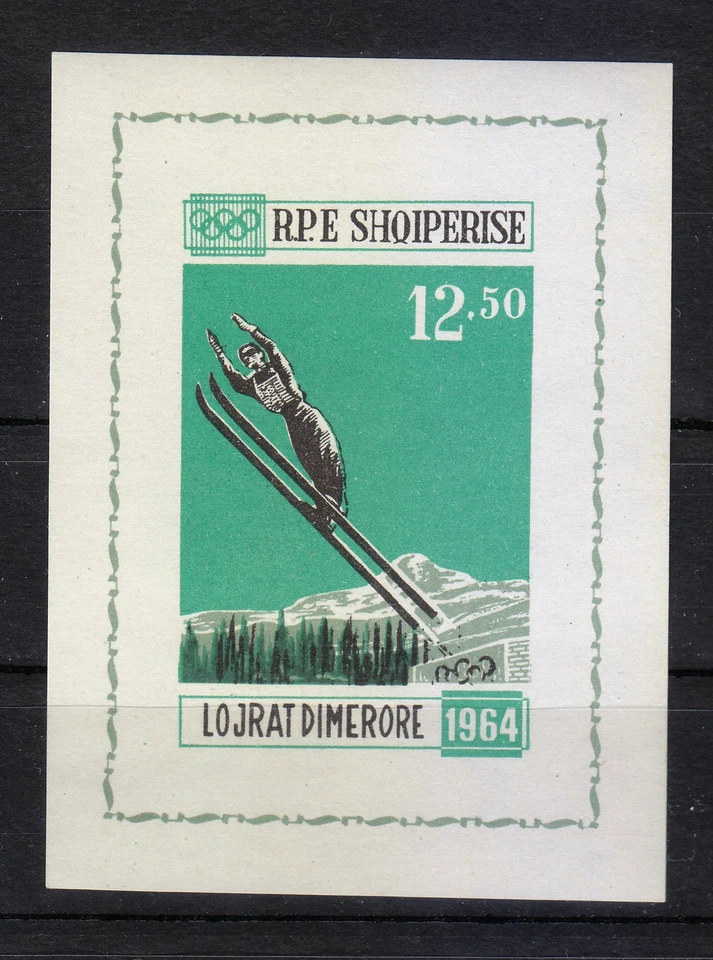 R.P.E SHQIPERISE
12.50
LOJRAT DIMERORE 1964